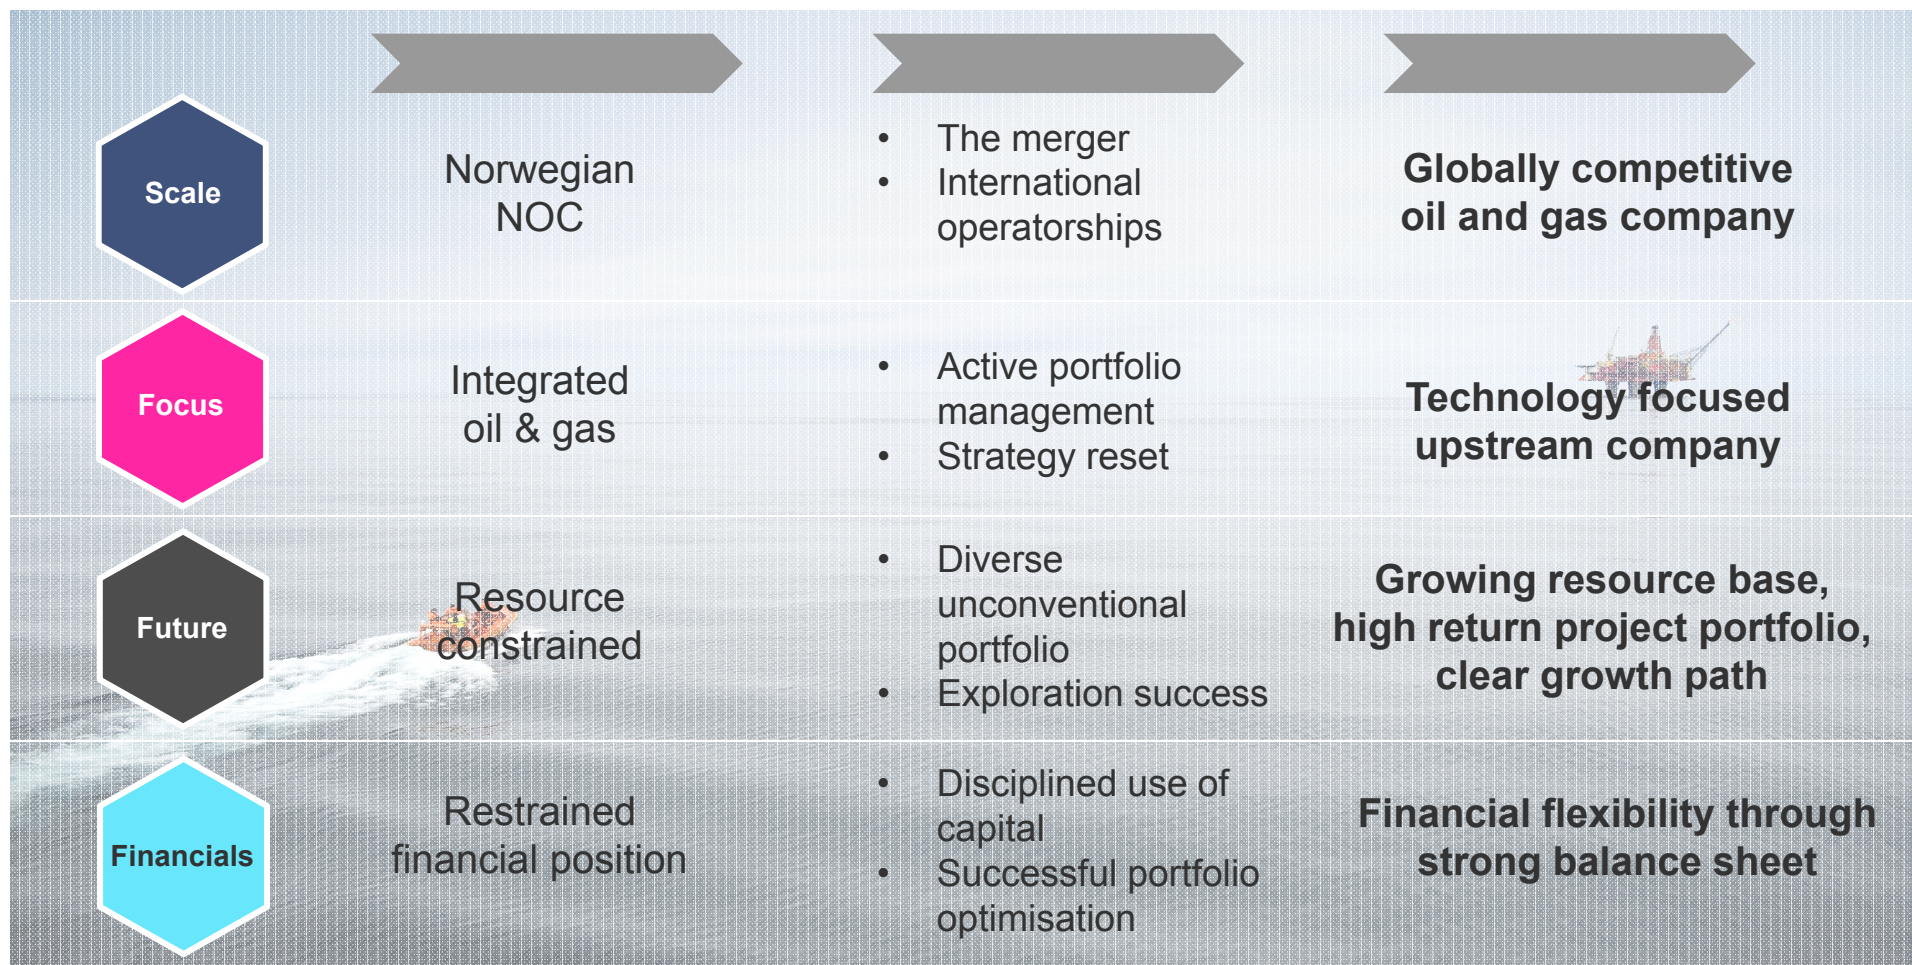 Scale
Norwegian
NOC
• The merger
• International
operatorships
Globally competitive
oil and gas company
Focus
Integrated
oil & gas
• Active portfolio
management
• Strategy reset
Technology focused
upstream company
Future
Resource
constrained
• Diverse
unconventional
portfolio
• Exploration success
Growing resource base,
high return project portfolio,
clear growth path
Financials
Restrained
financial position
• Disciplined use of
capital
• Successful portfolio
optimisation
Financial flexibility through
strong balance sheet